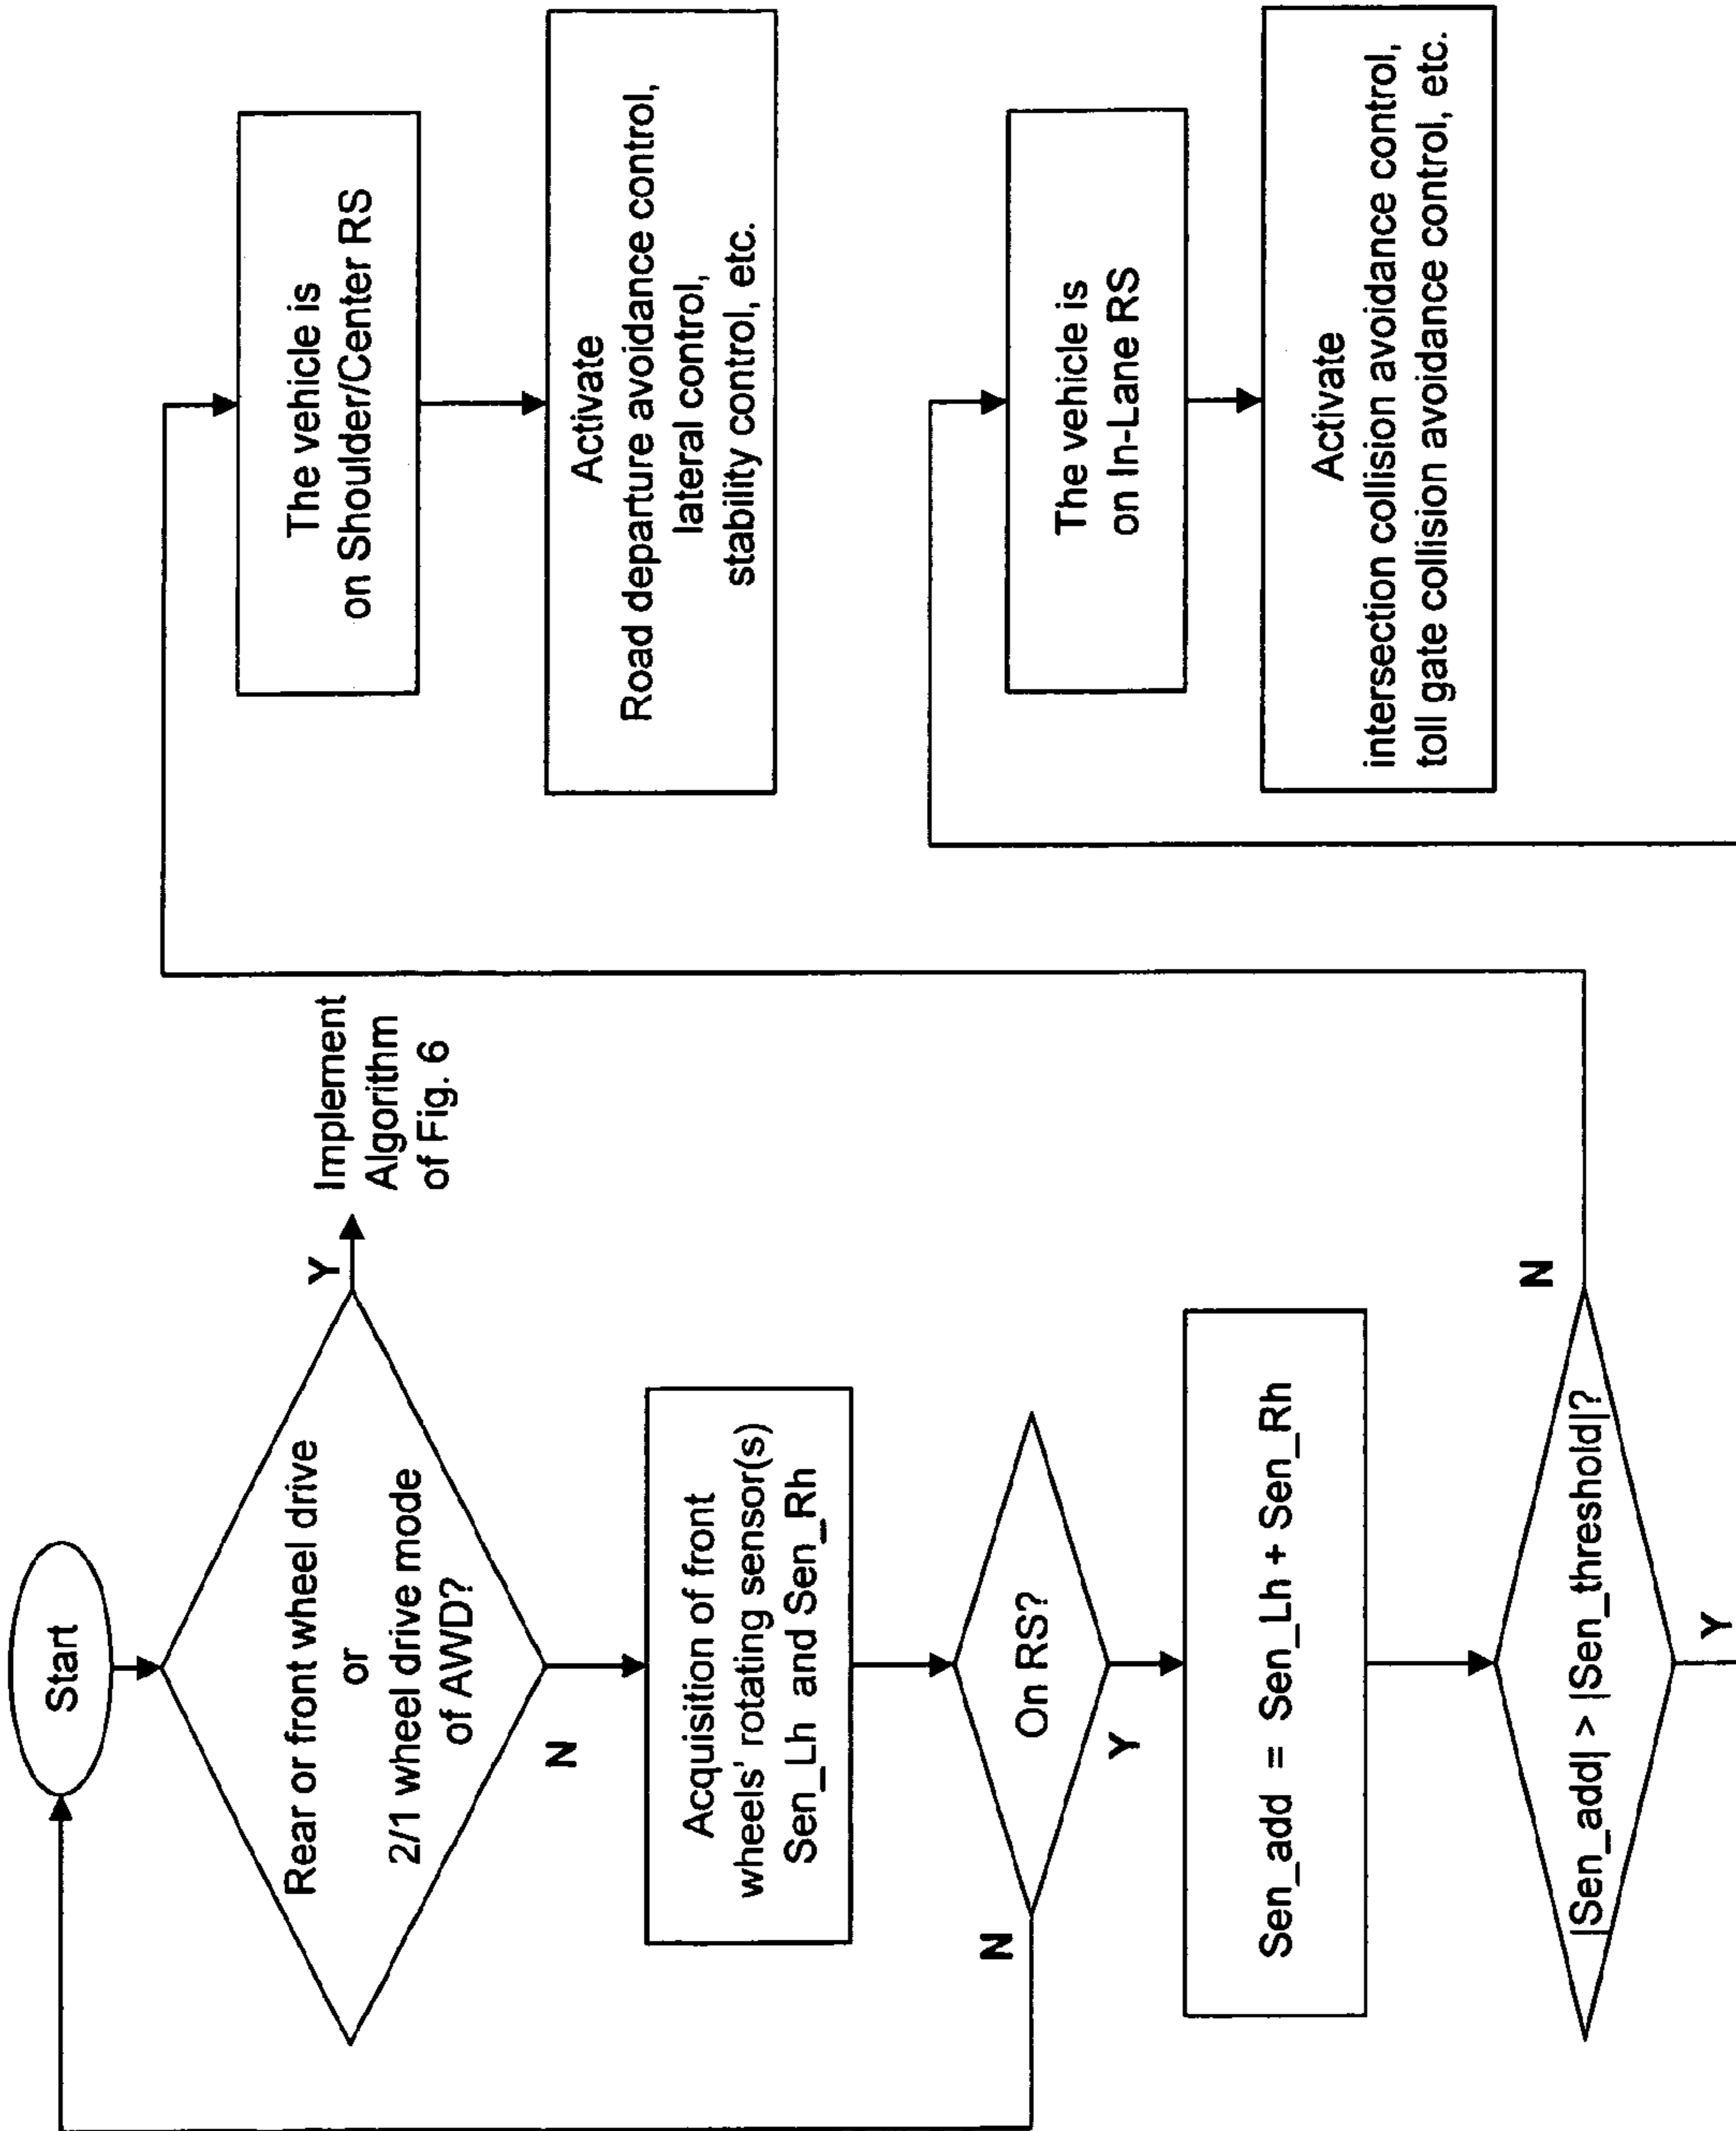 Start
Rear or front wheel drive
or
2/1 wheel drive mode
of AWD?
Y
Implement
Algorithm
of Fig. 6
N
Acquisition of front
wheels' rotating sensor(s)
Sen_Lh and Sen_Rh
On RS?
N
Y
Sen_add = Sen_Lh + Sen_Rh
|Sen_add| > |Sen_threshold|?
N
Y
The vehicle is
on Shoulder/Center RS
Activate
Road departure avoidance control,
lateral control,
stability control, etc.
The vehicle is
on In-Lane RS
Activate
intersection collision avoidance control,
toll gate collision avoidance control, etc.